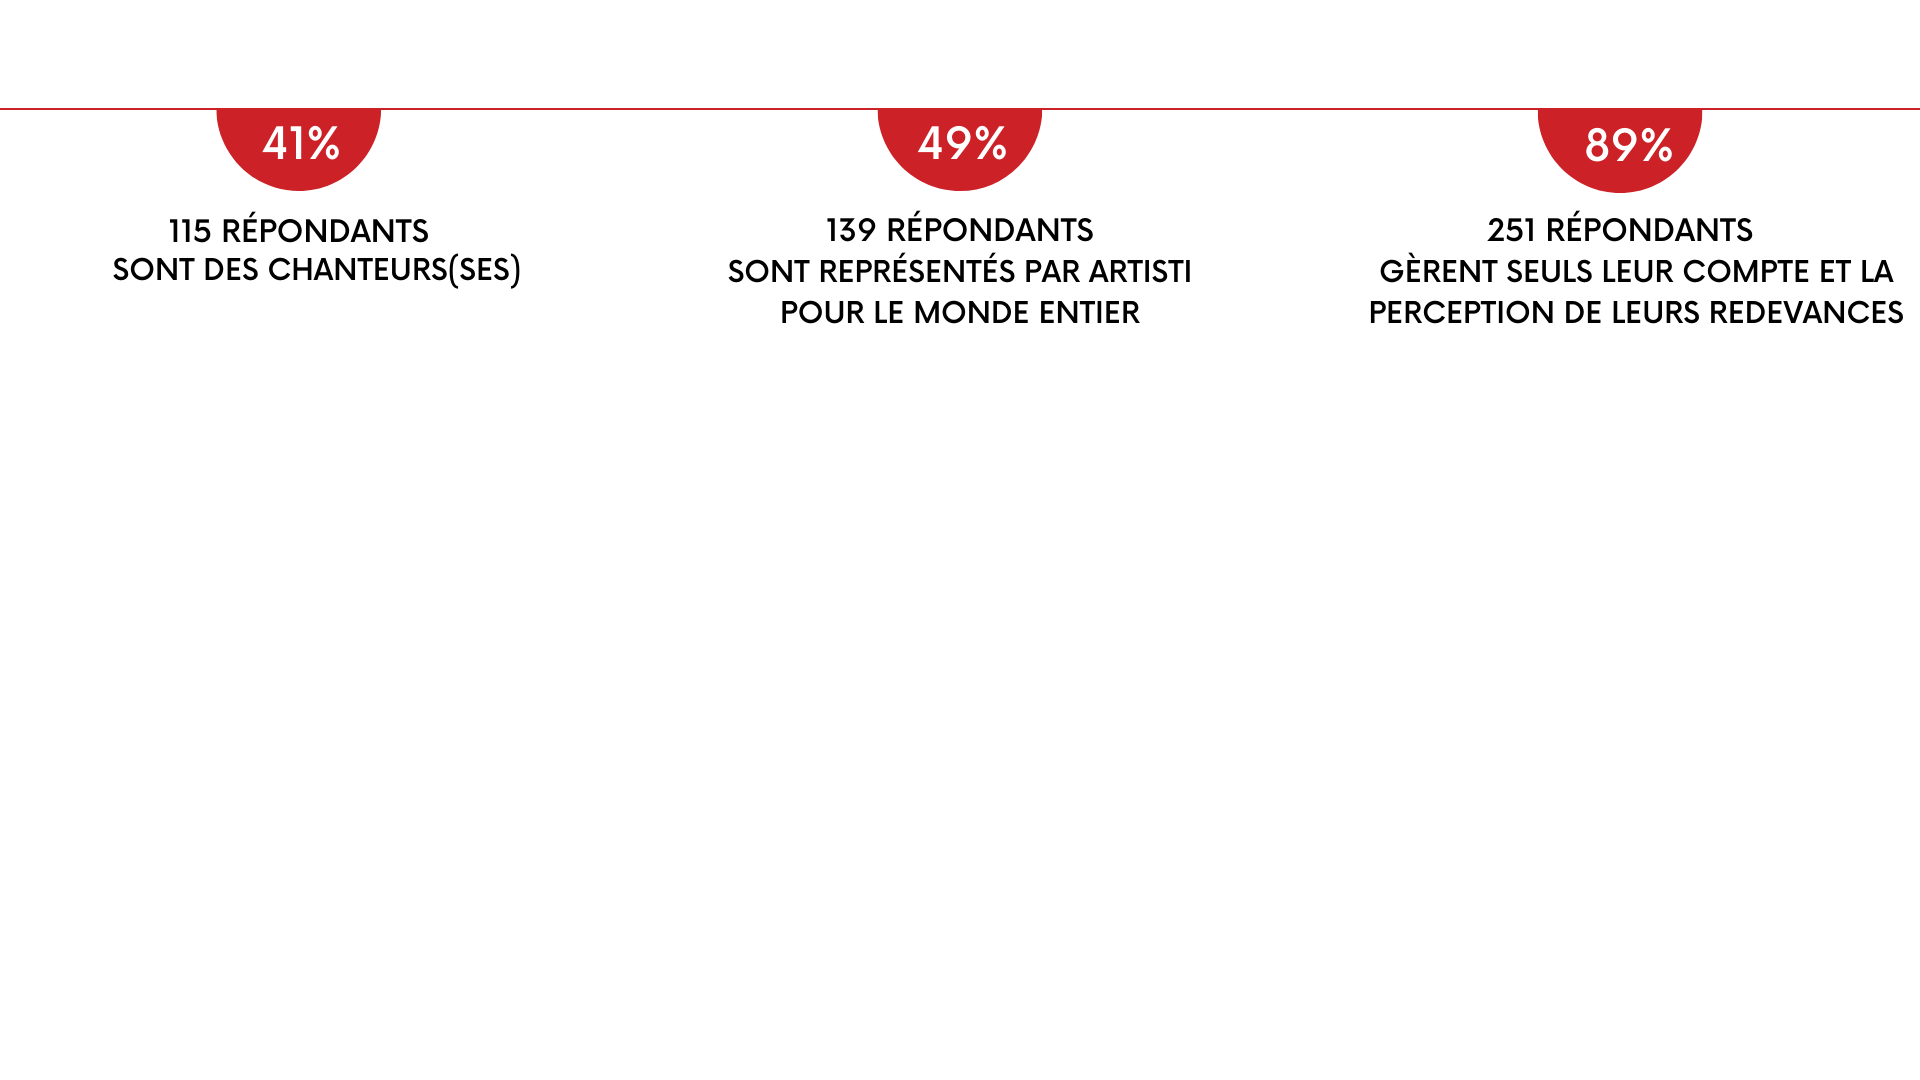 41%
115 RÉPONDANTS
SONT DES CHANTEURS(SES)
49%
139 RÉPONDANTS
SONT REPRÉSENTÉS PAR ARTISTI
POUR LE MONDE ENTIER
89%
251 RÉPONDANTS
GÈRENT SEULS LEUR COMPTE ET LA
PERCEPTION DE LEURS REDEVANCES